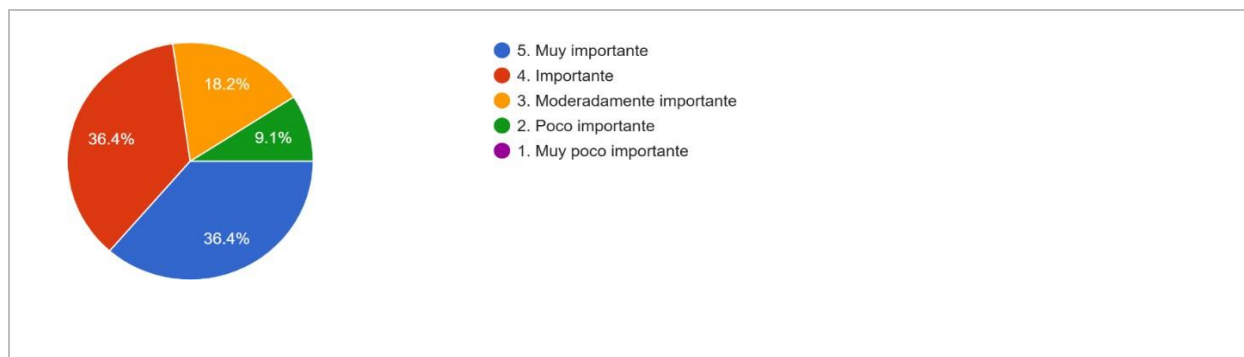 18.2%
36.4%
9.1%
36.4%
5. Muy importante
4. Importante
3. Moderadamente importante
2. Poco importante
1. Muy poco importante